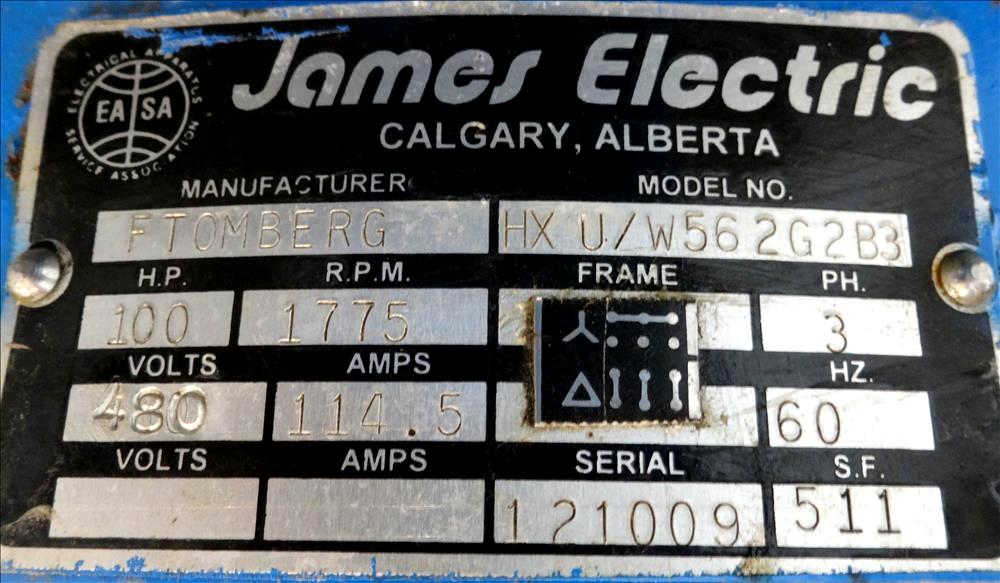 ELECTRICAL APPARATUS
EA SA
SERVICE ASSOCIATION
James Electric
CALGARY, ALBERTA
MANUFACTURER MODEL NO.
FTOMBERG HX U/W562G2B3
H.P. R.P.M. FRAME PH.
100 1775 3
VOLTS AMPS HZ.
480 114.5 60
VOLTS AMPS SERIAL S.F.
121009 511